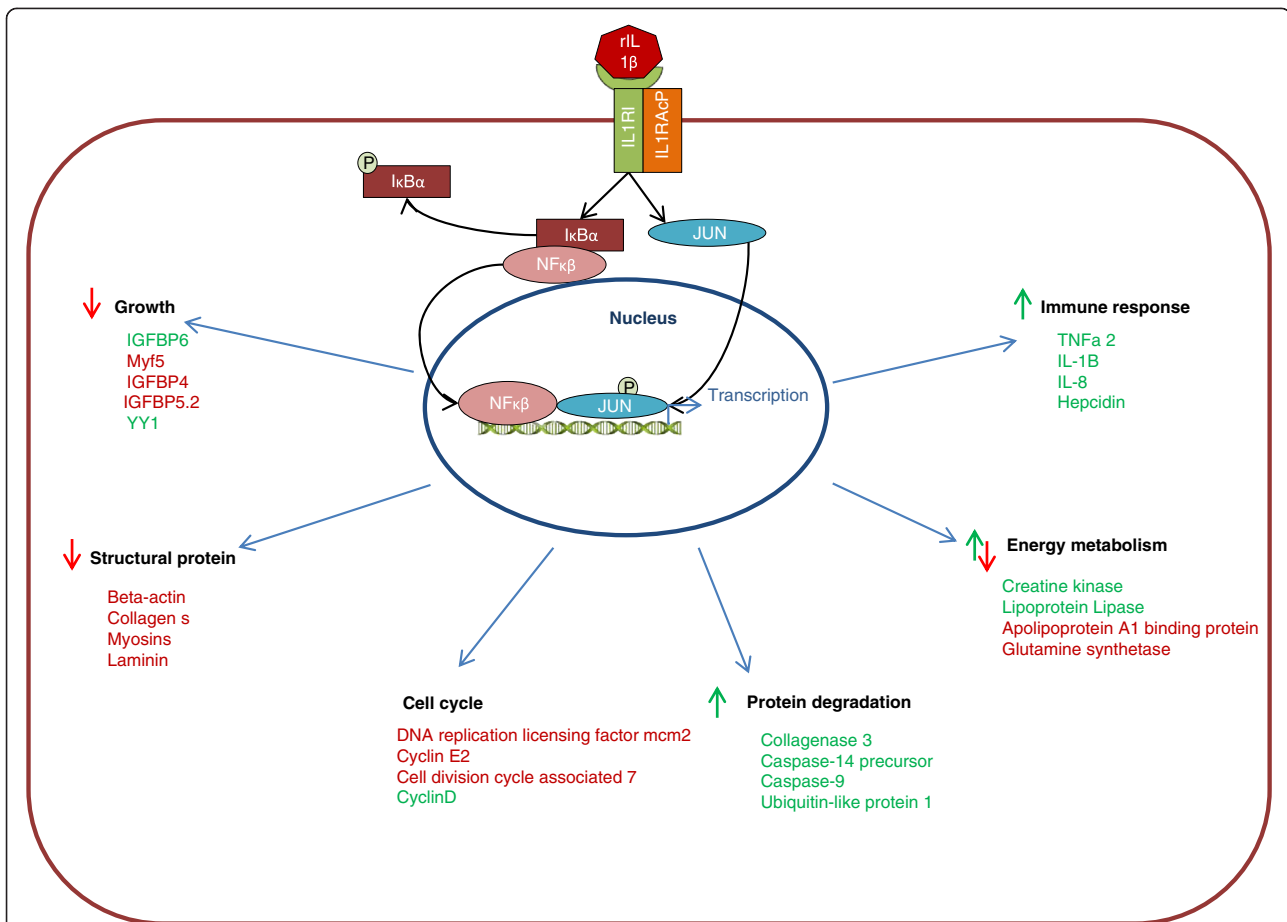 rIL
1β
IL1RI
IL1RAcP
P
IκBα
IκBα
JUN
NFκβ
Nucleus
P
NFκβ
JUN
Transcription
Growth
IGFBP6
Myf5
IGFBP4
IGFBP5.2
YY1
Immune response
TNFa 2
IL-1B
IL-8
Hepcidin
Structural protein
Beta-actin
Collagen s
Myosins
Laminin
Energy metabolism
Creatine kinase
Lipoprotein Lipase
Apolipoprotein A1 binding protein
Glutamine synthetase
Cell cycle
DNA replication licensing factor mcm2
Cyclin E2
Cell division cycle associated 7
CyclinD
Protein degradation
Collagenase 3
Caspase-14 precursor
Caspase-9
Ubiquitin-like protein 1